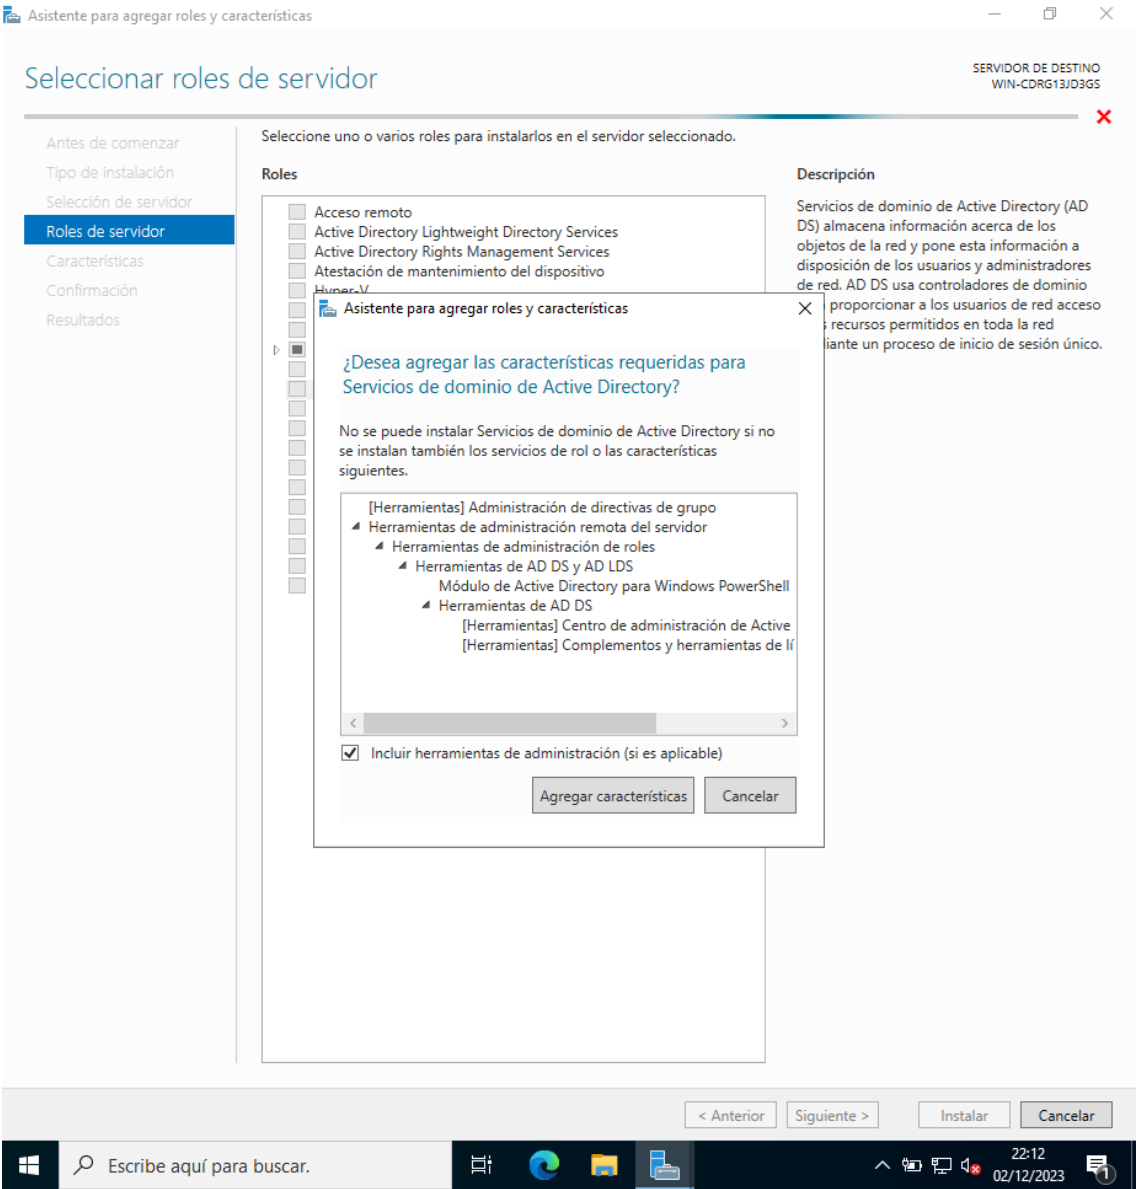 Asistente para agregar roles y características
Seleccionar roles de servidor
SERVIDOR DE DESTINO
WIN-CDRG13JD3GS
Antes de comenzar
Tipo de instalación
Selección de servidor
Roles de servidor
Características
Confirmación
Resultados
Seleccione uno o varios roles para instalarlos en el servidor seleccionado.
Roles
Acceso remoto
Active Directory Lightweight Directory Services
Active Directory Rights Management Services
Atestación de mantenimiento del dispositivo
Hyper-V
Descripción
Servicios de dominio de Active Directory (AD
DS) almacena información acerca de los
objetos de la red y pone esta información a
disposición de los usuarios y administradores
de red. AD DS usa controladores de dominio
proporcionar a los usuarios de red acceso
recursos permitidos en toda la red
iante un proceso de inicio de sesión único.
Asistente para agregar roles y características
¿Desea agregar las características requeridas para
Servicios de dominio de Active Directory?
No se puede instalar Servicios de dominio de Active Directory si no
se instalan también los servicios de rol o las características
siguientes.
[Herramientas] Administración de directivas de grupo
Herramientas de administración remota del servidor
Herramientas de administración de roles
Herramientas de AD DS y AD LDS
Módulo de Active Directory para Windows PowerShell
Herramientas de AD DS
[Herramientas] Centro de administración de Active
[Herramientas] Complementos y herramientas de lí
Incluir herramientas de administración (si es aplicable)
Agregar características
Cancelar
< Anterior
Siguiente >
Instalar
Cancelar
Escribe aquí para buscar.
22:12
02/12/2023
1